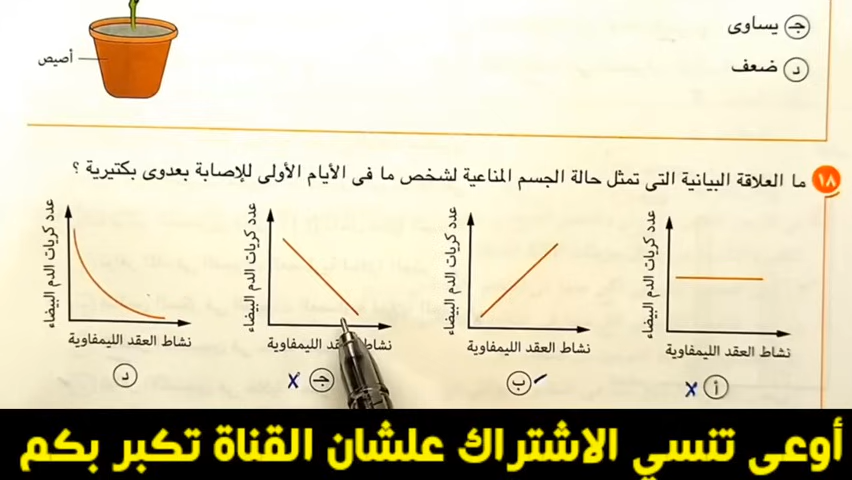 ج يساوى
د ضعف
أصيص
١٨ ما العلاقة البيانية التى تمثل حالة الجسم المناعية لشخص ما فى الأيام الأولى للإصابة بعدوى بكتيرية ؟
عدد كريات الدم البيضاء
نشاط العقد الليمفاوية
أ X
عدد كريات الدم البيضاء
نشاط العقد الليمفاوية
ب ✓
عدد كريات الدم البيضاء
نشاط العقد الليمفاوية
ج X
عدد كريات الدم البيضاء
نشاط العقد الليمفاوية
د
أوعى تنسي الاشتراك علشان القناة تكبر بكم